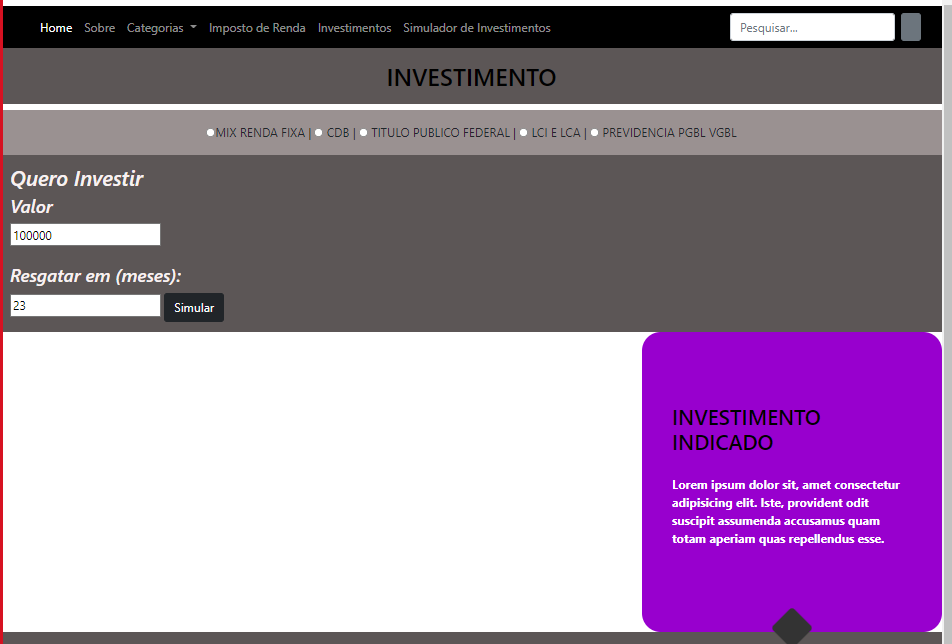 Home Sobre Categorias Imposto de Renda Investimentos Simulador de Investimentos Pesquisar...
INVESTIMENTO
MIX RENDA FIXA | CDB | TITULO PUBLICO FEDERAL | LCI E LCA | PREVIDENCIA PGBL VGBL
Quero Investir
Valor
100000
Resgatar em (meses):
23 Simular
INVESTIMENTO
INDICADO
Lorem ipsum dolor sit, amet consectetur
adipisicing elit. Iste, provident odit
suscipit assumenda accusamus quam
totam aperiam quas repellendus esse.